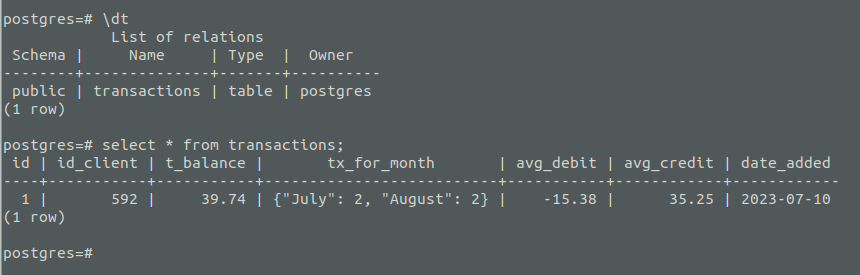 postgres=# \dt
            List of relations
 Schema |     Name     | Type  |  Owner
--------+--------------+-------+----------
 public | transactions | table | postgres
(1 row)
postgres=# select * from transactions;
 id | id_client | t_balance |       tx_for_month       | avg_debit | avg_credit | date_added
----+-----------+-----------+--------------------------+-----------+------------+------------
  1 |       592 |     39.74 | {"July": 2, "August": 2} |    -15.38 |      35.25 | 2023-07-10
(1 row)
postgres=#